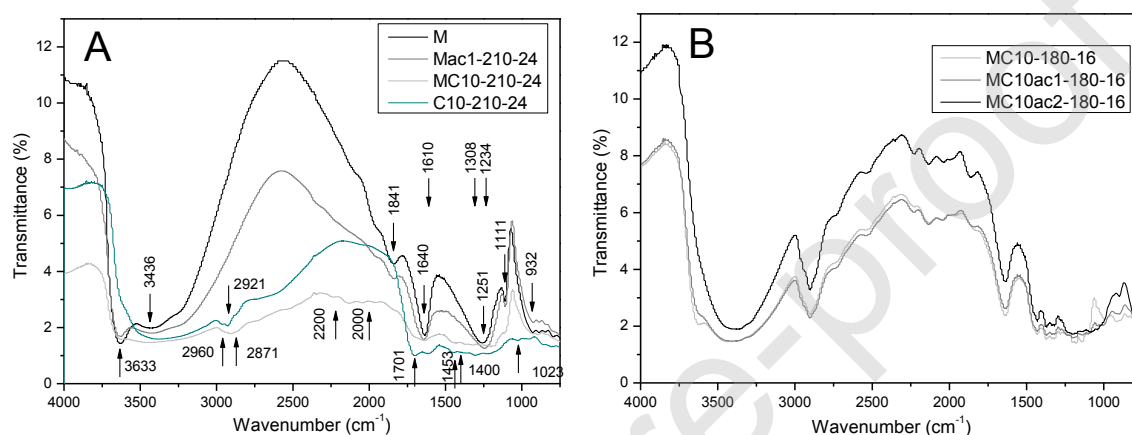 A
M
Mac1-210-24
MC10-210-24
C10-210-24
Transmittance (%)
12
10
8
6
4
2
0
3436
2921
1841
1610
1308
1234
1640
1111
1251
932
3633
2960
2871
2200
2000
1701
1453
1400
1023
4000 3500 3000 2500 2000 1500 1000
Wavenumber (cm-1)
B
MC10-180-16
MC10ac1-180-16
MC10ac2-180-16
Transmittance (%)
12
10
8
6
4
2
0
4000 3500 3000 2500 2000 1500 1000
Wavenumber (cm-1)
e-proof